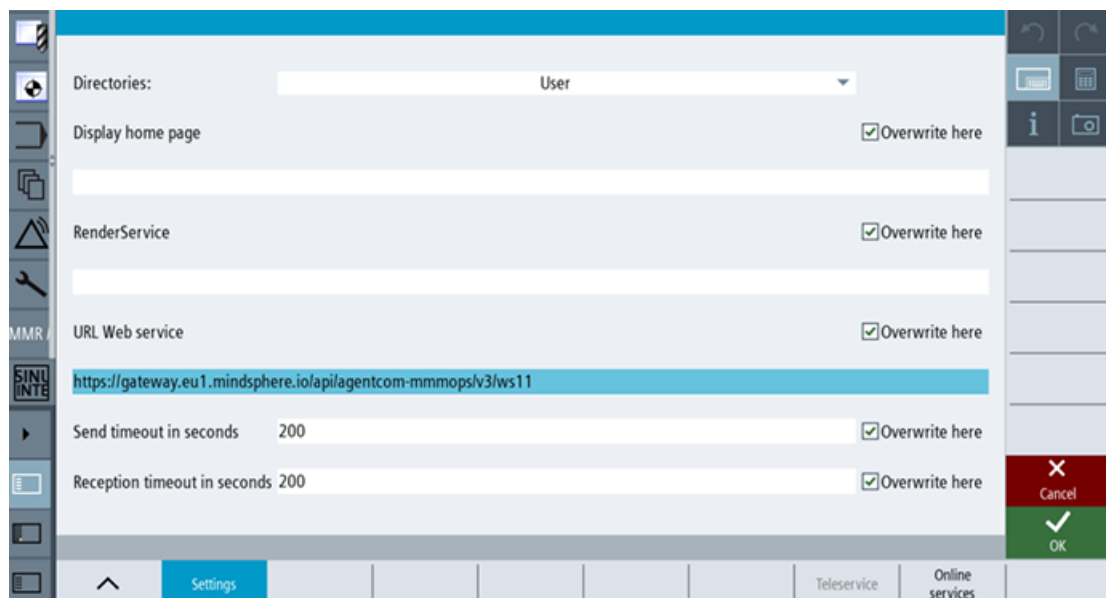 Directories:
User
Display home page
Overwrite here
RenderService
Overwrite here
MMR
URL Web service
Overwrite here
SINU
INTE
https://gateway.eu1.mindsphere.io/api/agentcom-mmmops/v3/ws11
Send timeout in seconds
200
Overwrite here
Reception timeout in seconds
200
Overwrite here
Cancel
OK
Settings
Teleservice
Online
services